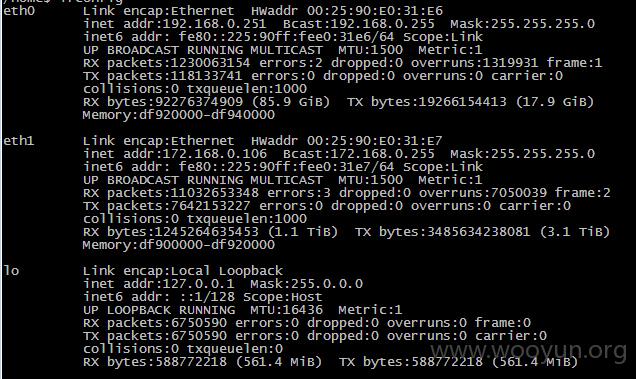 eth0 Link encap:Ethernet HWaddr 00:25:90:E0:31:E6
inet addr:192.168.0.251 Bcast:192.168.0.255 Mask:255.255.255.0
inet6 addr: fe80::225:90ff:fee0:31e6/64 Scope:Link
UP BROADCAST RUNNING MULTICAST MTU:1500 Metric:1
RX packets:1230063154 errors:2 dropped:0 overruns:1319931 frame:1
TX packets:118133741 errors:0 dropped:0 overruns:0 carrier:0
collisions:0 txqueuelen:1000
RX bytes:92276374909 (85.9 GiB) TX bytes:19266154413 (17.9 GiB)
Memory:df920000-df940000
eth1 Link encap:Ethernet HWaddr 00:25:90:E0:31:E7
inet addr:172.168.0.106 Bcast:172.168.0.255 Mask:255.255.255.0
inet6 addr: fe80::225:90ff:fee0:31e7/64 Scope:Link
UP BROADCAST RUNNING MULTICAST MTU:1500 Metric:1
RX packets:11032653348 errors:3 dropped:0 overruns:7050039 frame:2
TX packets:7642153227 errors:0 dropped:0 overruns:0 carrier:0
collisions:0 txqueuelen:1000
RX bytes:1245264635453 (1.1 TiB) TX bytes:3485634238081 (3.1 TiB)
Memory:df900000-df920000
lo Link encap:Local Loopback
inet addr:127.0.0.1 Mask:255.0.0.0
inet6 addr: ::1/128 Scope:Host
UP LOOPBACK RUNNING MTU:16436 Metric:1
RX packets:6750590 errors:0 dropped:0 overruns:0 frame:0
TX packets:6750590 errors:0 dropped:0 overruns:0 carrier:0
collisions:0 txqueuelen:0
RX bytes:588772218 (561.4 MiB) TX bytes:588772218 (561.4 MiB)
www.wooyun.org